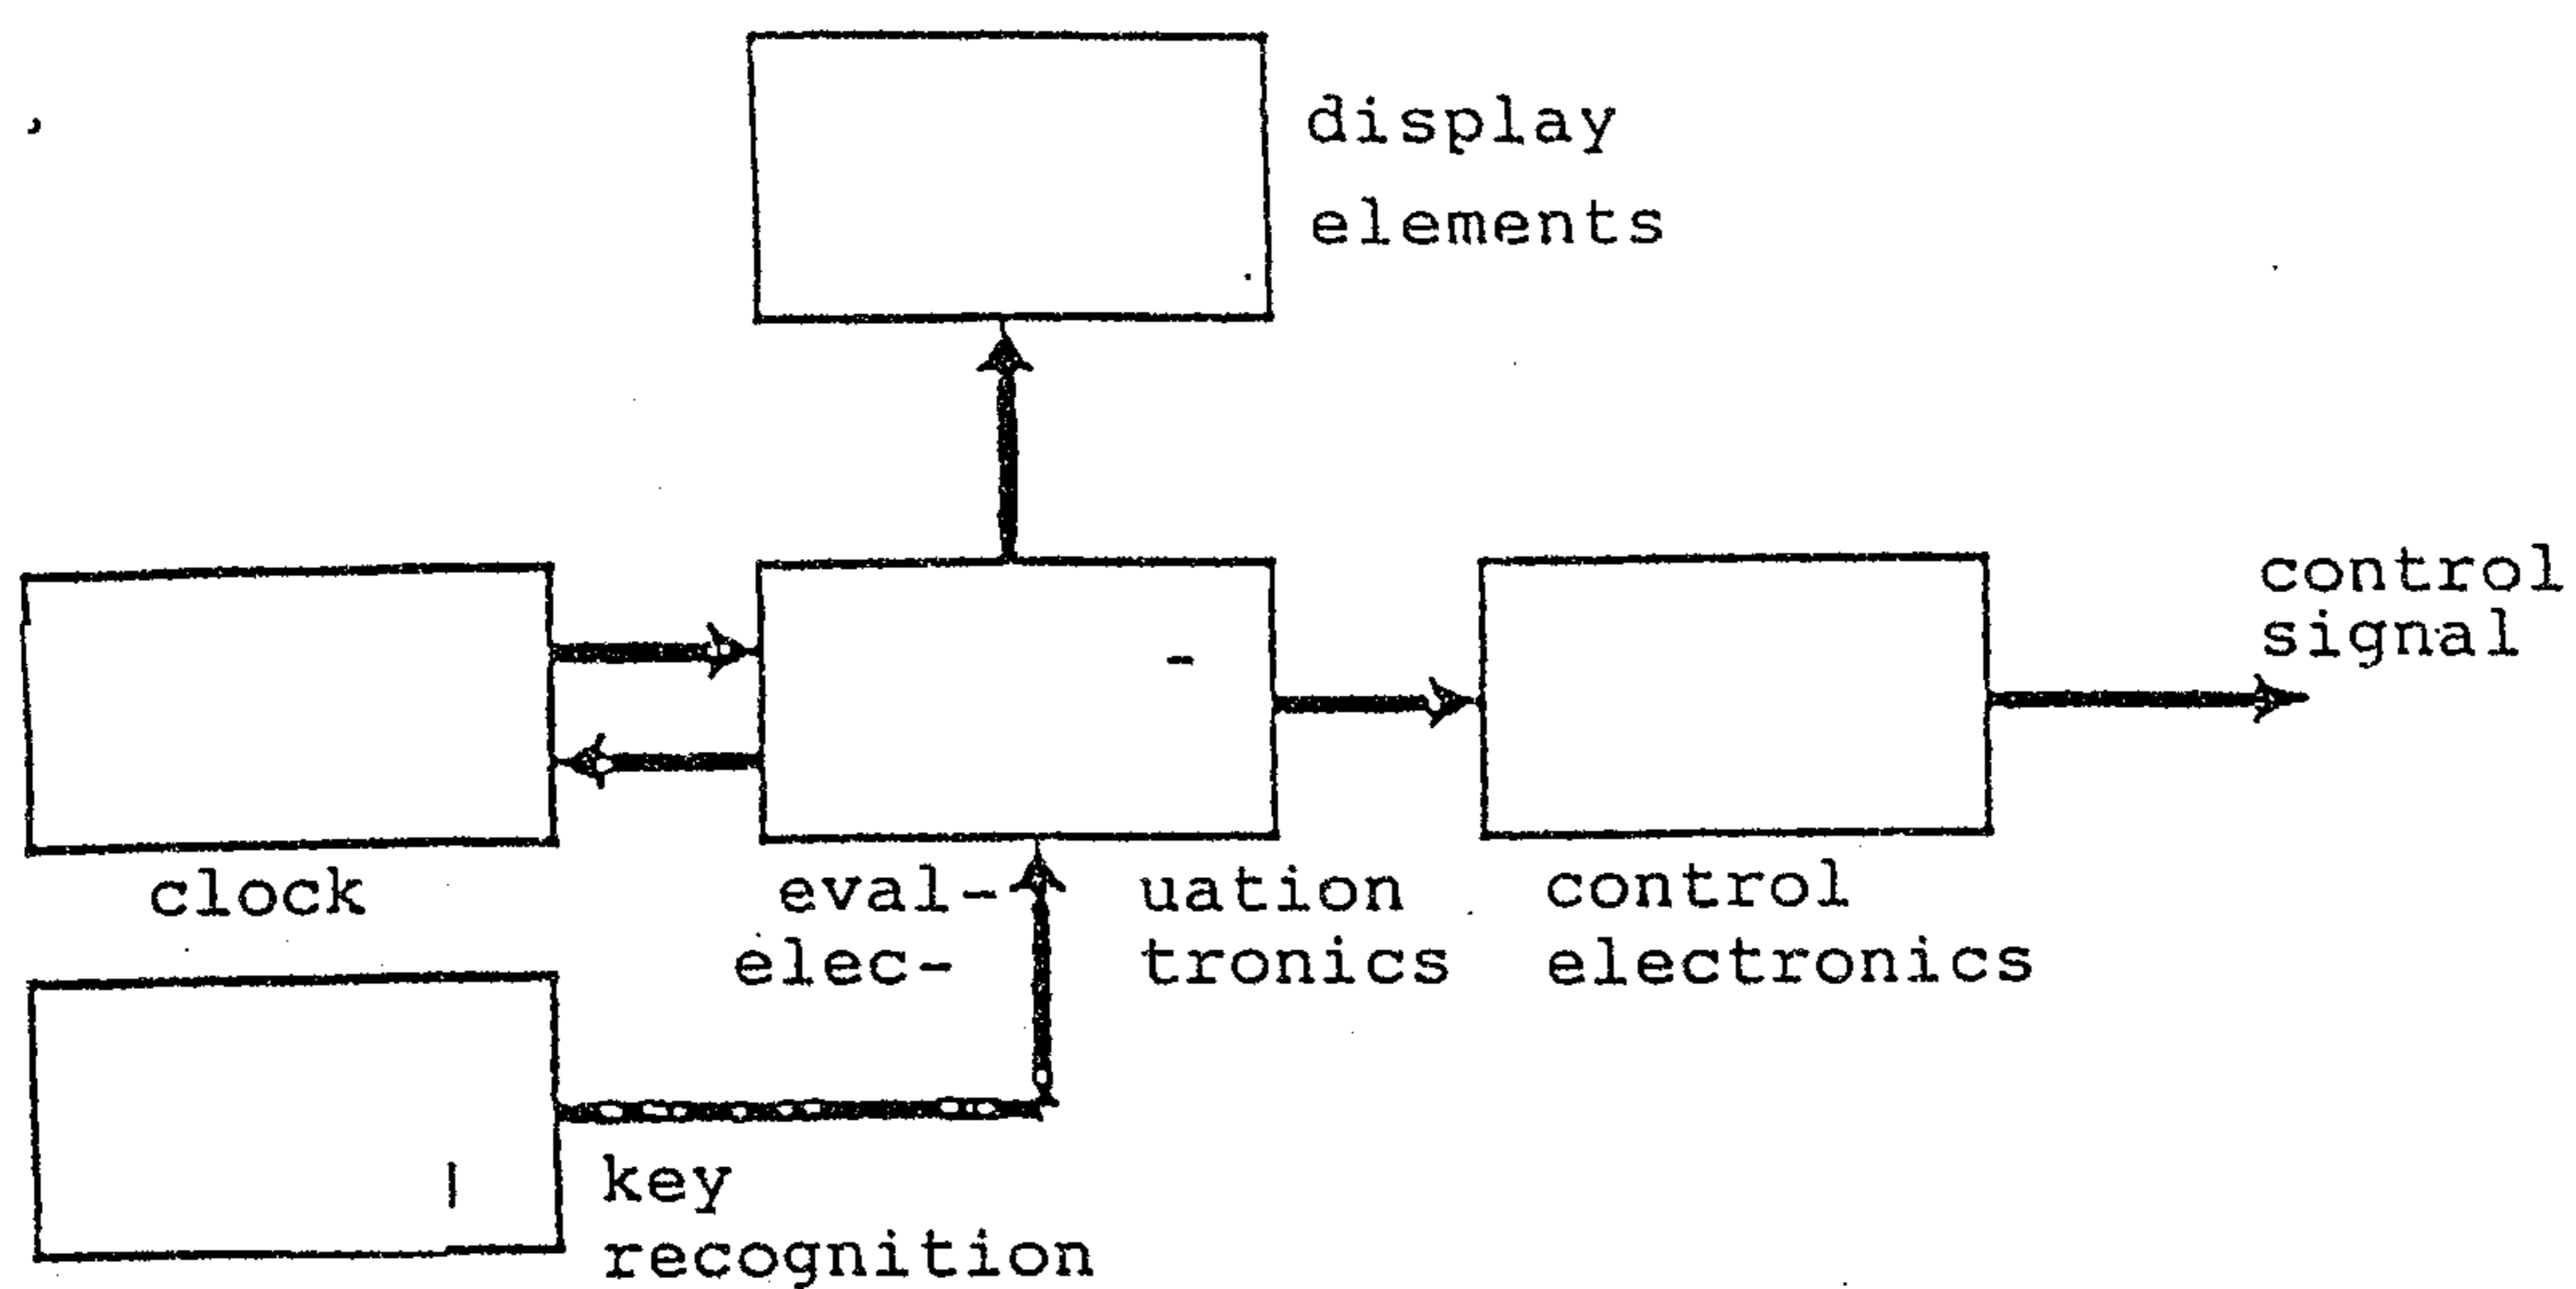 display
elements
control
signal
clock
eval- uation
elec- tronics
control
electronics
key
recognition